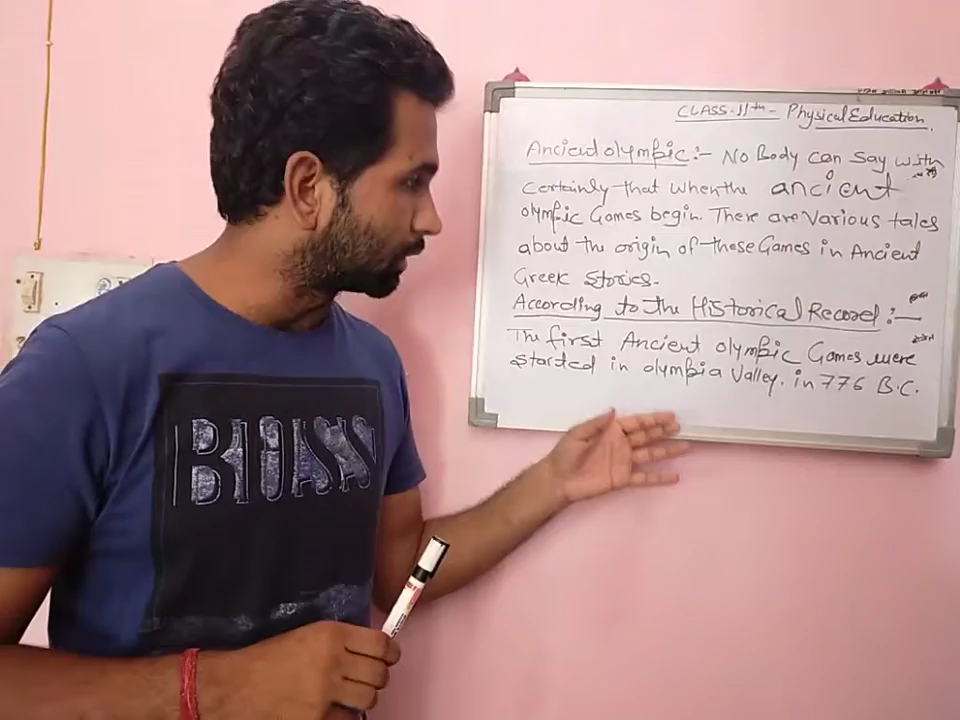 CLASS-11th- Physical Education
Ancient olympic:- No Body can say with
certainly that when the ancient
olympic Games begin. There are various tales
about the origin of these Games in Ancient
Greek Stories.
According to the Historical Record:-
The first Ancient olympic Games were
started in olympia Valley. in 776 B.C.
BIDASS